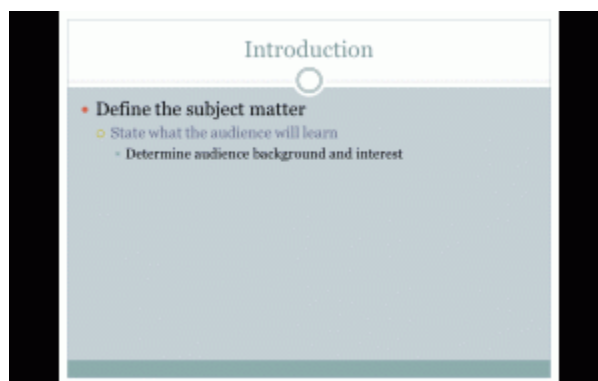 Introduction
Define the subject matter
State what the audience will learn
Determine audience background and interest